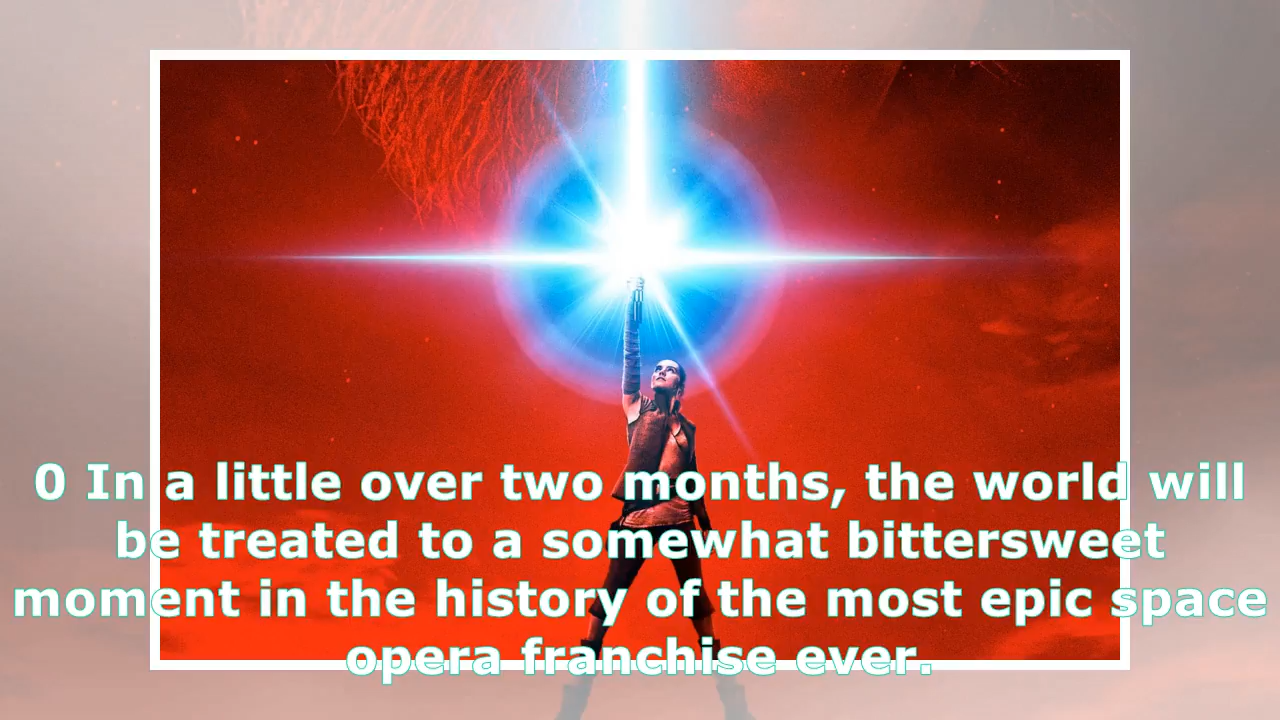 0 In a little over two months, the world will
be treated to a somewhat bittersweet
moment in the history of the most epic space
opera franchise ever.